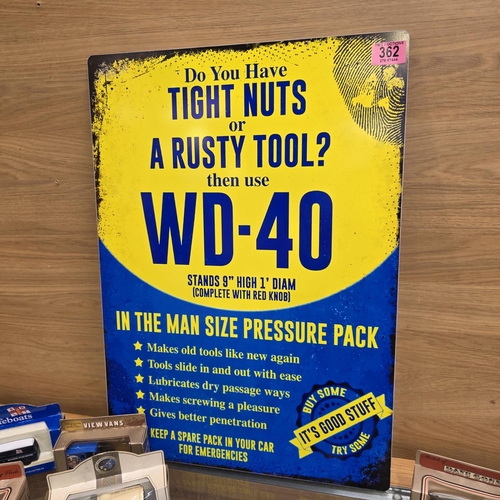 362
Do You Have
TIGHT NUTS
or
A RUSTY TOOL?
then use
WD-40
STANDS 9" HIGH 1' DIAM
(COMPLETE WITH RED KNOB)
IN THE MAN SIZE PRESSURE PACK
Makes old tools like new again
Tools slide in and out with ease
Lubricates dry passage ways
Makes screwing a pleasure
Gives better penetration
KEEP A SPARE PACK IN YOUR CAR
FOR EMERGENCIES
BUY SOME
IT'S GOOD STUFF
TRY SOME
VIEWVANS